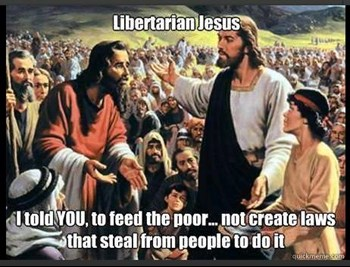 Libertarian Jesus
I told YOU, to feed the poor... not create laws
that steal from people to do it
quickmeme.com